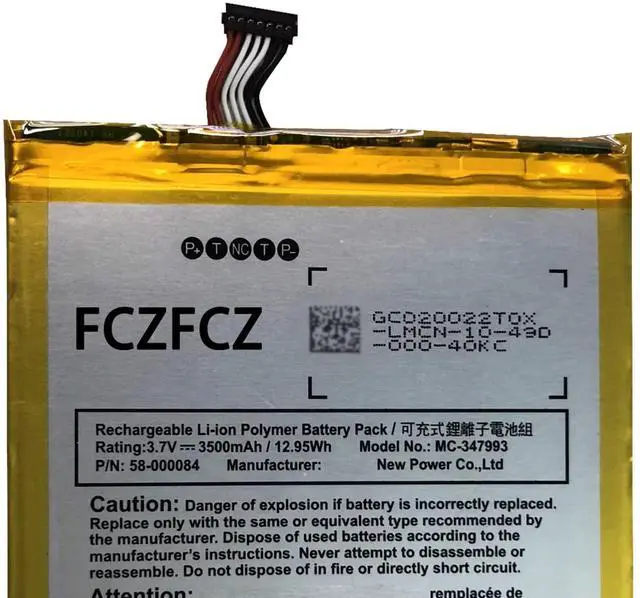 P+ T NC T P-
FCZFCZ
GCD20022T0X
-LMCN-10-49D
-000-40KC
Rechargeable Li-ion Polymer Battery Pack / 可充式鋰離子電池組
Rating:3.7V⎓3500mAh / 12.95Wh Model No.: MC-347993
P/N: 58-000084 Manufacturer: New Power Co.,Ltd
Caution: Danger of explosion if battery is incorrectly replaced.
Replace only with the same or equivalent type recommended by
the manufacturer. Dispose of used batteries according to the
manufacturer's instructions. Never attempt to disassemble or
reassemble. Do not dispose of in fire or directly short circuit.
Attention: remplacée de